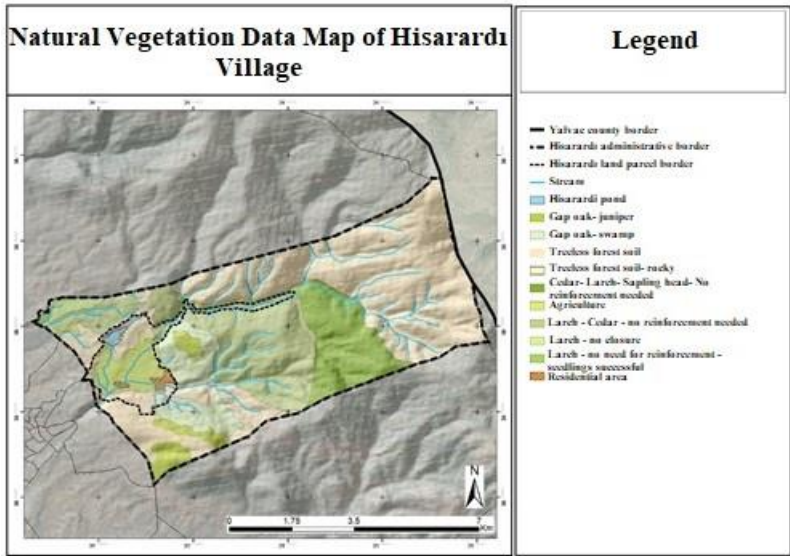 Natural Vegetation Data Map of Hisarardı
Village
Legend
Yalvac county border
Hisarardı administrative border
Hisarardı land parcel border
Stream
Hisarardi pond
Gap oak- juniper
Gap oak- swamp
Treeless forest soil
Treeless forest soil- rocky
Cedar- Larch- Sapling head- No
reinforcement needed
Agriculture
Larch - Cedar - no reinforcement needed
Larch - no closure
Larch - no need for reinforcement -
seedlings successful
Residential area
N
0 1,75 3,5 7
Km